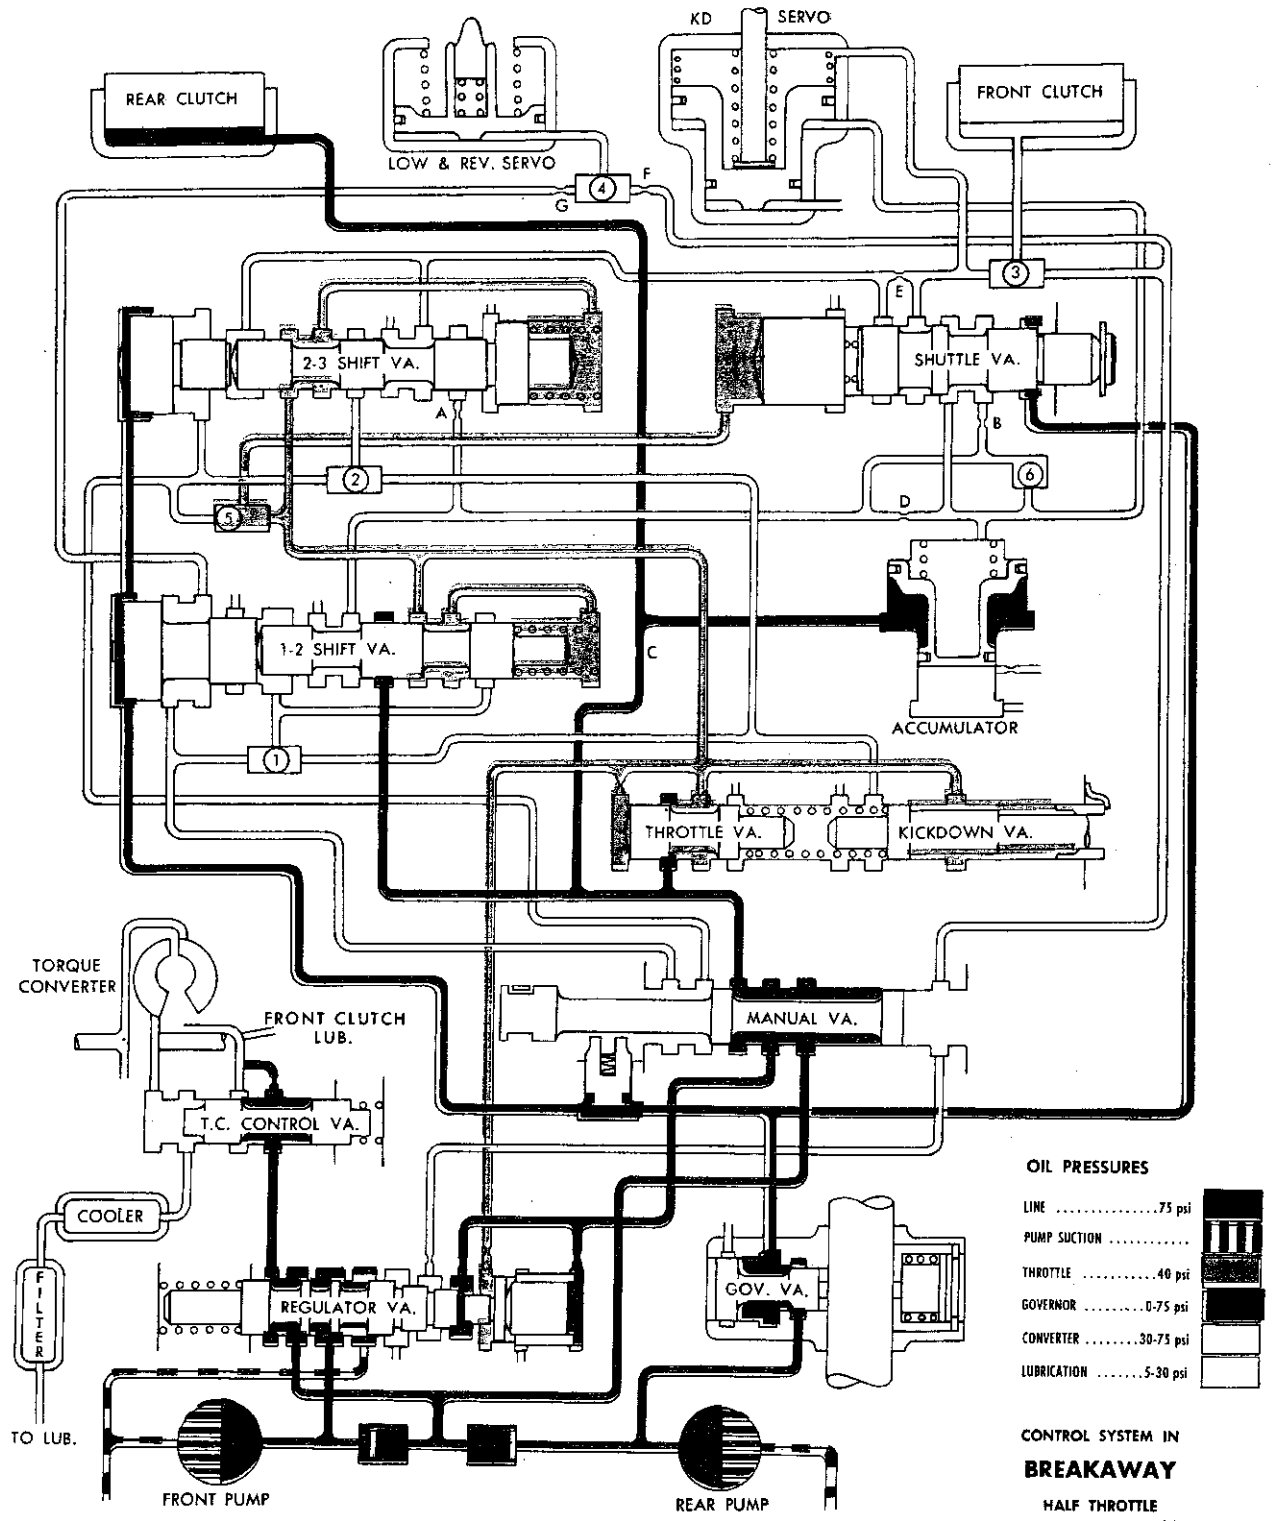 KD SERVO
REAR CLUTCH
FRONT CLUTCH
LOW & REV. SERVO
4
F
G
3
E
2-3 SHIFT VA.
SHUTTLE VA.
A
B
2
6
5
D
1-2 SHIFT VA.
C
ACCUMULATOR
1
THROTTLE VA.
KICKDOWN VA.
TORQUE
CONVERTER
FRONT CLUTCH
LUB.
MANUAL VA.
T.C. CONTROL VA.
COOLER
FILTER
TO LUB.
REGULATOR VA.
GOV. VA.
FRONT PUMP
REAR PUMP
OIL PRESSURES
LINE ...............75 psi
PUMP SUCTION ............
THROTTLE ...........40 psi
GOVERNOR ........0-75 psi
CONVERTER ........30-75 psi
LUBRICATION .......5-30 psi
CONTROL SYSTEM IN
BREAKAWAY
HALF THROTTLE